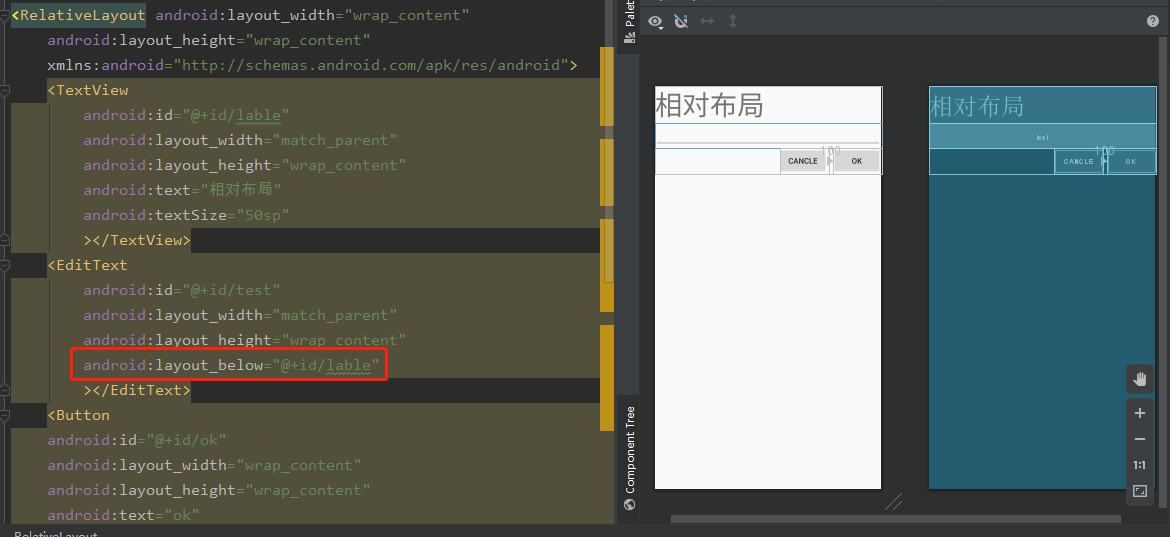 <RelativeLayout android:layout_width="wrap_content"
android:layout_height="wrap_content"
xmlns:android="http://schemas.android.com/apk/res/android">
<TextView
android:id="@+id/lable"
android:layout_width="match_parent"
android:layout_height="wrap_content"
android:text="相对布局"
android:textSize="50sp"
></TextView>
<EditText
android:id="@+id/test"
android:layout_width="match_parent"
android:layout_height="wrap_content"
android:layout_below="@+id/lable"
></EditText>
<Button
android:id="@+id/ok"
android:layout_width="wrap_content"
android:layout_height="wrap_content"
android:text="ok"
RelativeLayout
Palet
Component Tree
相对布局
100
CANCLE
OK
相对布局
test
100
CANCLE
OK
1:1